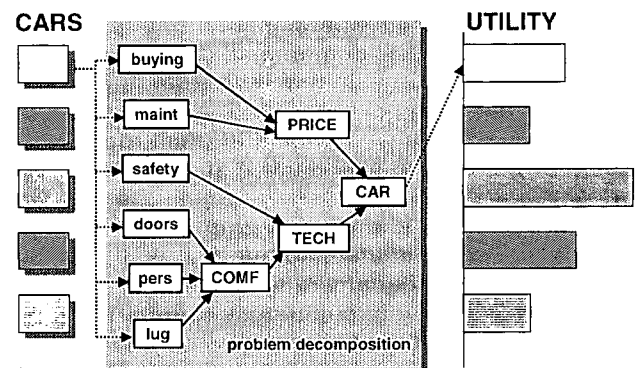 CARS
UTILITY
buying
maint
PRICE
safety
CAR
doors
TECH
pers
COMF
lug
problem decomposition